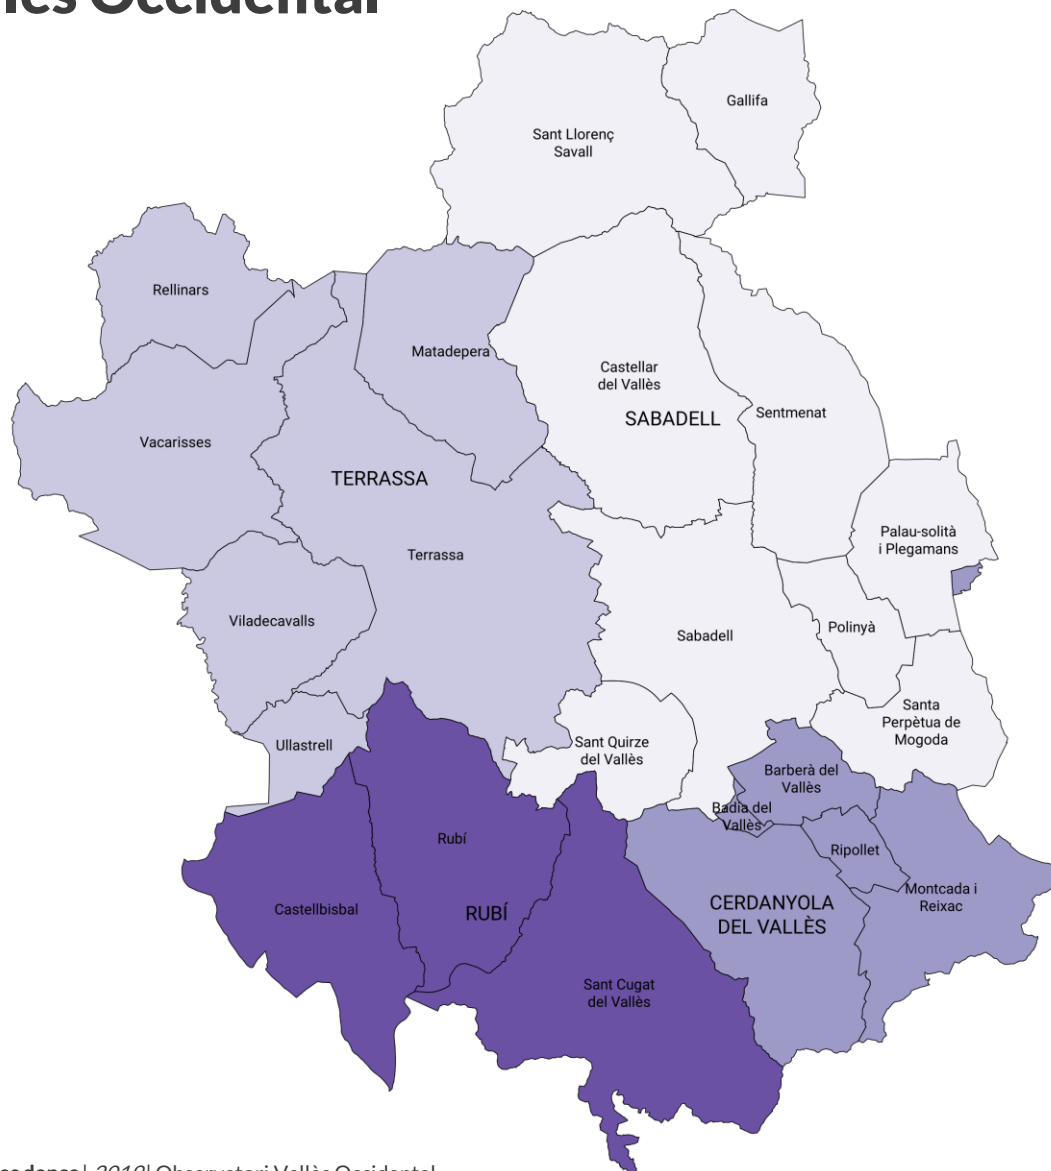 Occidental
Gallifa
Sant Llorenç
Savall
Rellinars
Matadepera
Castellar
del Vallès
SABADELL
Sentmenat
Vacarisses
TERRASSA
Palau-solità
i Plegamans
Terrassa
Viladecavalls
Polinyà
Sabadell
Santa
Perpètua de
Mogoda
Ullastrell
Sant Quirze
del Vallès
Barberà del
Vallès
Badia del
Vallès
Rubí
Ripollet
Montcada i
Reixac
CERDANYOLA
DEL VALLÈS
Castellbisbal
RUBÍ
Sant Cugat
del Vallès
| Observatori Vallès Occidental